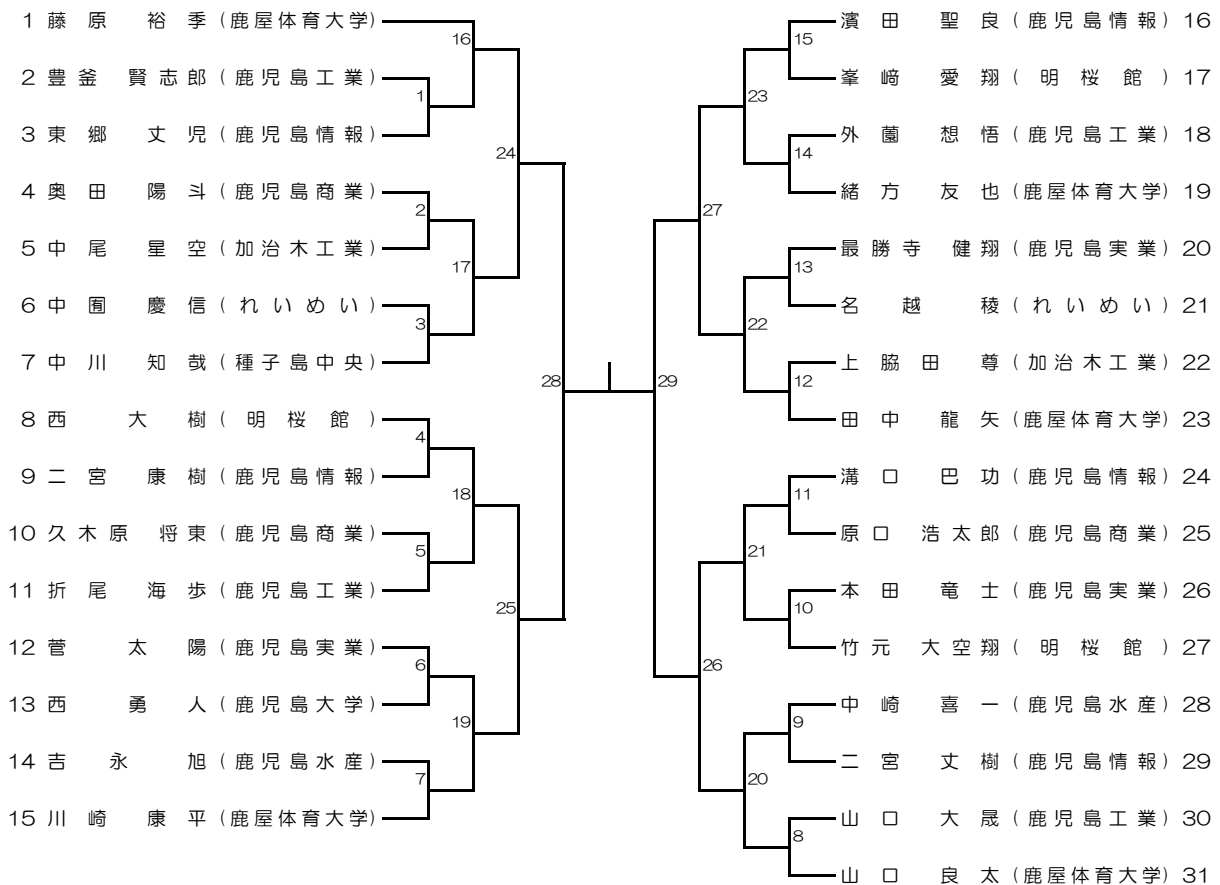 1 藤原 裕季 (鹿屋体育大学)
2 豊釜 賢志郎 (鹿児島工業)
3 東郷 丈児 (鹿児島情報)
4 奥田 陽斗 (鹿児島商業)
5 中尾 星空 (加治木工業)
6 中囿 慶信 (れいめい)
7 中川 知哉 (種子島中央)
8 西 大樹 (明桜館)
9 二宮 康樹 (鹿児島情報)
10 久木原 将東 (鹿児島商業)
11 折尾 海歩 (鹿児島工業)
12 菅 太陽 (鹿児島実業)
13 西 勇人 (鹿児島大学)
14 吉永 旭 (鹿児島水産)
15 川崎 康平 (鹿屋体育大学)
16
1
24
2
17
3
28
4
18
5
25
6
19
7
濱田 聖良 (鹿児島情報) 16
峯﨑 愛翔 (明桜館) 17
外薗 想悟 (鹿児島工業) 18
緒方 友也 (鹿屋体育大学) 19
最勝寺 健翔 (鹿児島実業) 20
名越 稜 (れいめい) 21
上脇田 尊 (加治木工業) 22
田中 龍矢 (鹿屋体育大学) 23
溝口 巴功 (鹿児島情報) 24
原口 浩太郎 (鹿児島商業) 25
本田 竜士 (鹿児島実業) 26
竹元 大空翔 (明桜館) 27
中崎 喜一 (鹿児島水産) 28
二宮 丈樹 (鹿児島情報) 29
山口 大晟 (鹿児島工業) 30
山口 良太 (鹿屋体育大学) 31
15
23
14
27
13
22
12
29
11
21
10
26
9
20
8